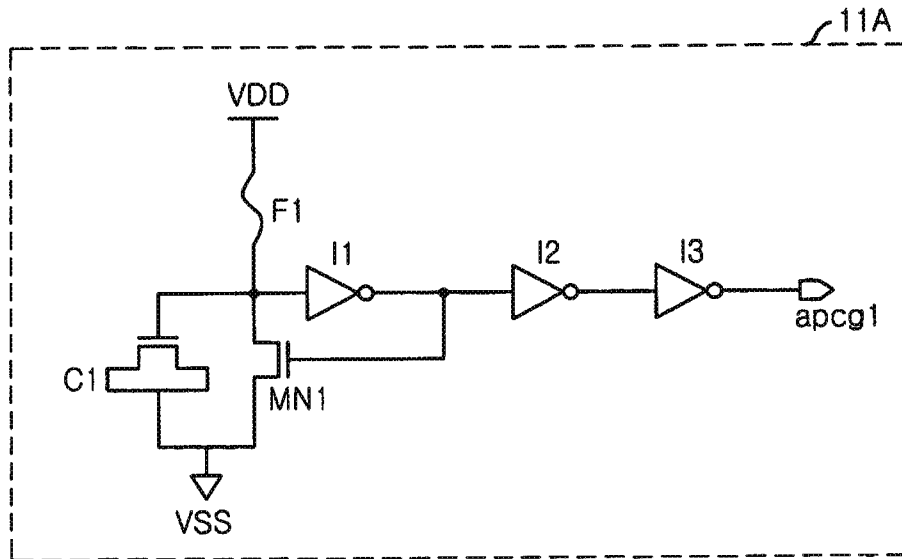 11A
VDD
F1
I1
I2
I3
apcg1
C1
MN1
VSS